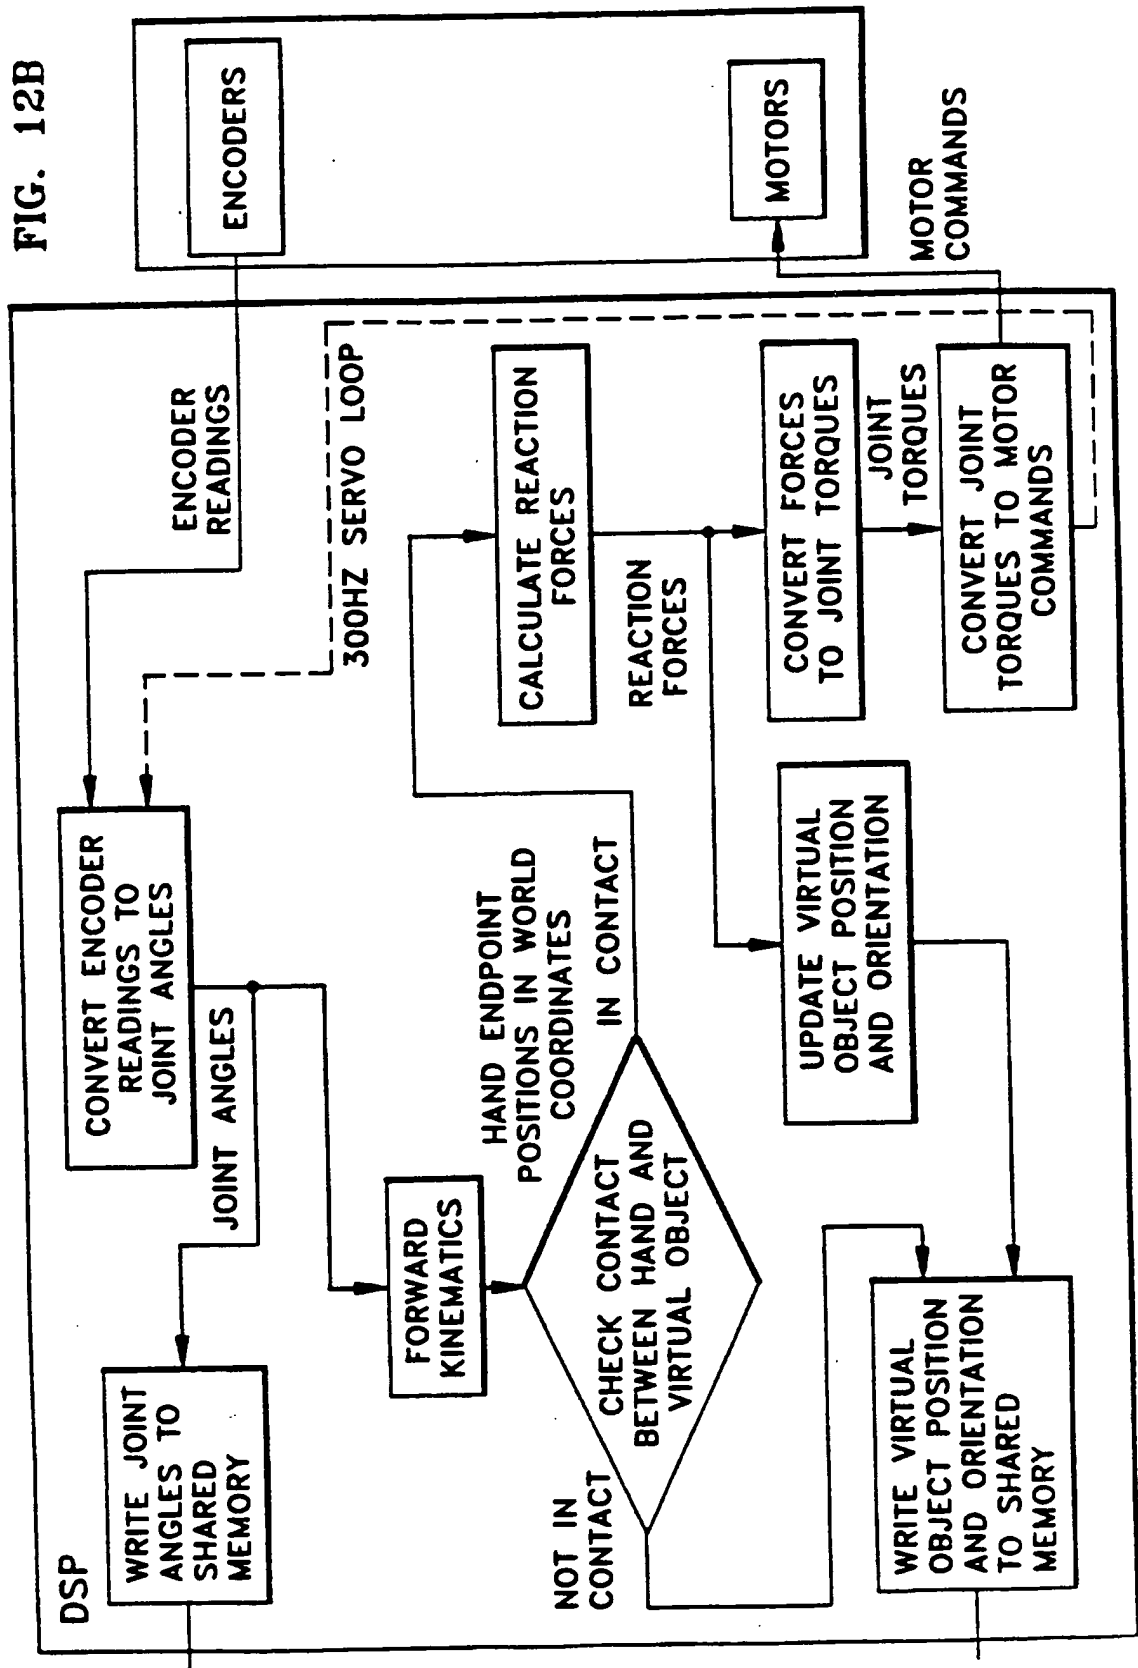 FIG. 12B
DSP
ENCODERS
MOTORS
ENCODER
READINGS
300HZ SERVO LOOP
CONVERT ENCODER
READINGS TO
JOINT ANGLES
JOINT ANGLES
WRITE JOINT
ANGLES TO
SHARED
MEMORY
FORWARD
KINEMATICS
HAND ENDPOINT
POSITIONS IN WORLD
COORDINATES
CHECK CONTACT
BETWEEN HAND AND
VIRTUAL OBJECT
IN CONTACT
NOT IN
CONTACT
CALCULATE REACTION
FORCES
REACTION
FORCES
CONVERT FORCES
TO JOINT TORQUES
JOINT
TORQUES
CONVERT JOINT
TORQUES TO MOTOR
COMMANDS
MOTOR
COMMANDS
UPDATE VIRTUAL
OBJECT POSITION
AND ORIENTATION
WRITE VIRTUAL
OBJECT POSITION
AND ORIENTATION
TO SHARED
MEMORY